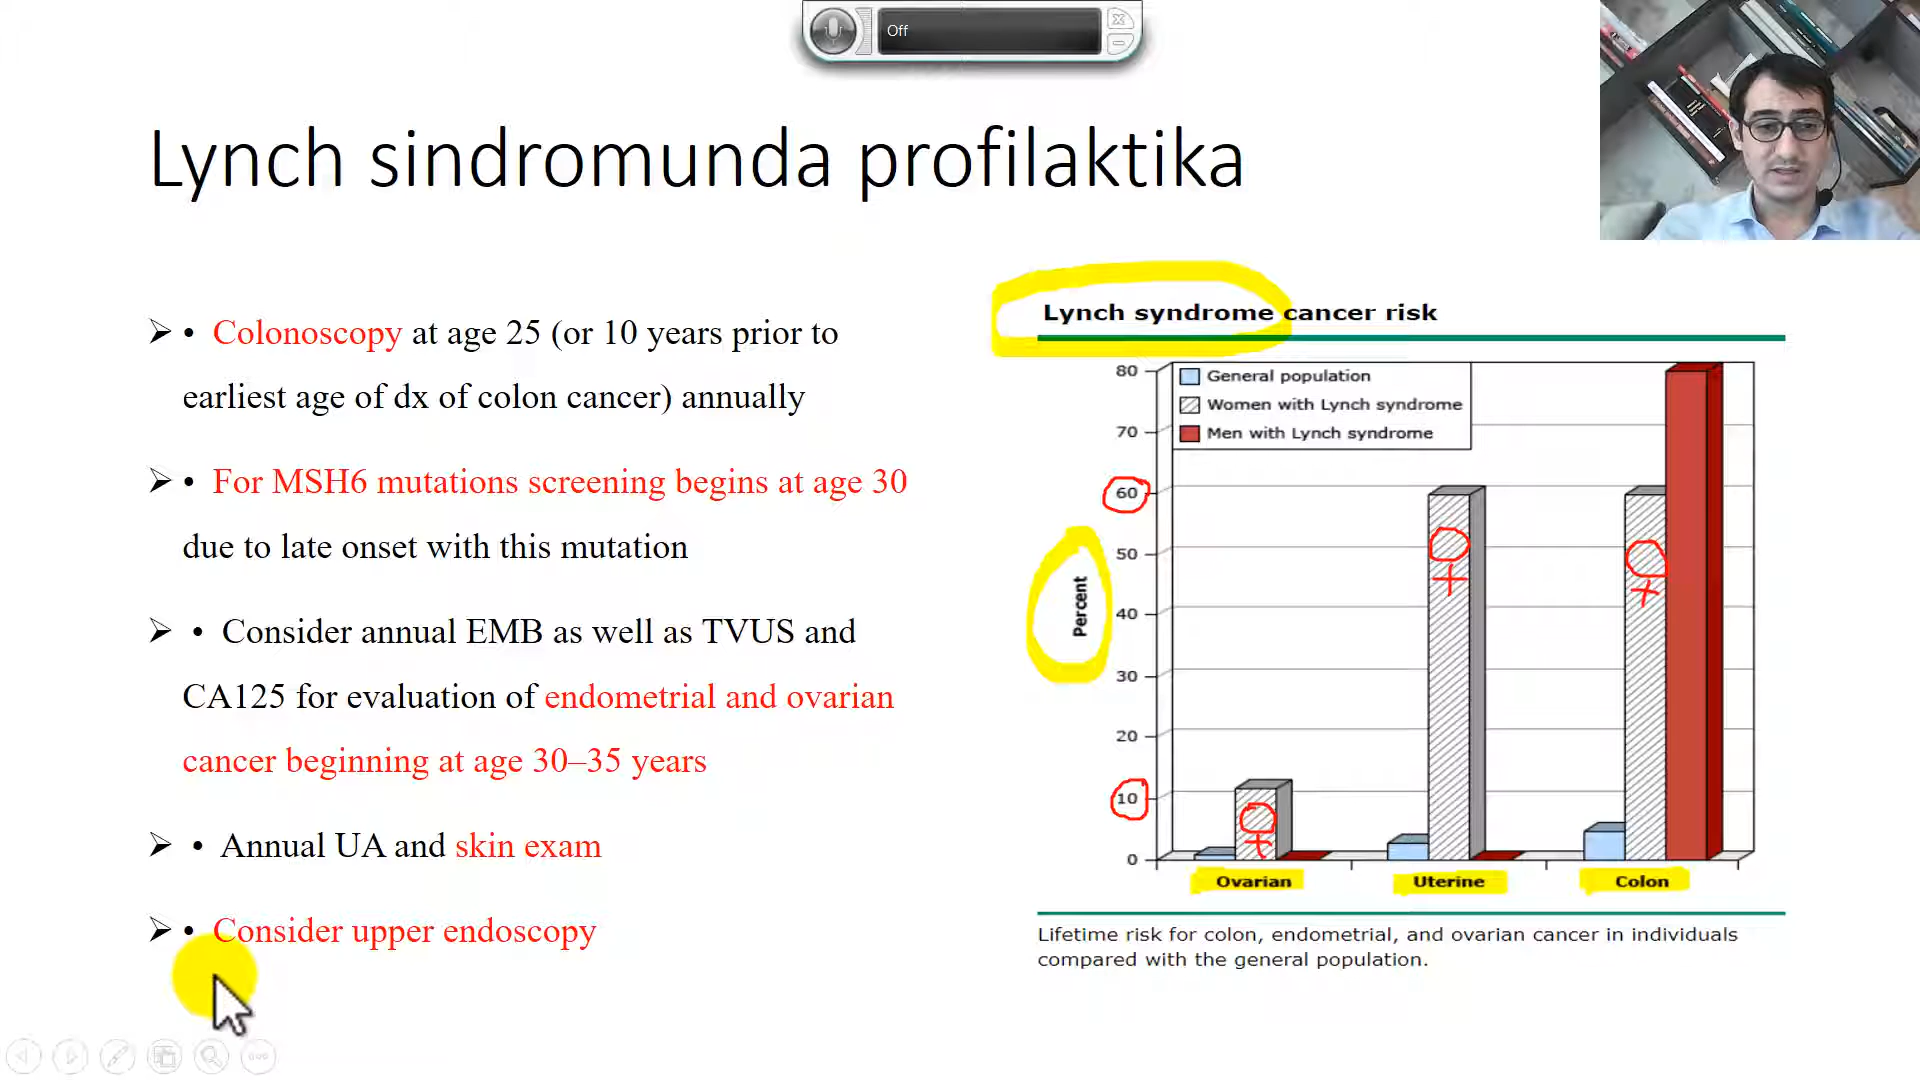 Off
Lynch sindromunda profilaktika
• Colonoscopy at age 25 (or 10 years prior to
earliest age of dx of colon cancer) annually
• For MSH6 mutations screening begins at age 30
due to late onset with this mutation
• Consider annual EMB as well as TVUS and
CA125 for evaluation of endometrial and ovarian
cancer beginning at age 30–35 years
• Annual UA and skin exam
• Consider upper endoscopy
Lynch syndrome cancer risk
General population
Women with Lynch syndrome
Men with Lynch syndrome
Percent
80
70
60
50
40
30
20
10
0
Ovarian Uterine Colon
Lifetime risk for colon, endometrial, and ovarian cancer in individuals
compared with the general population.